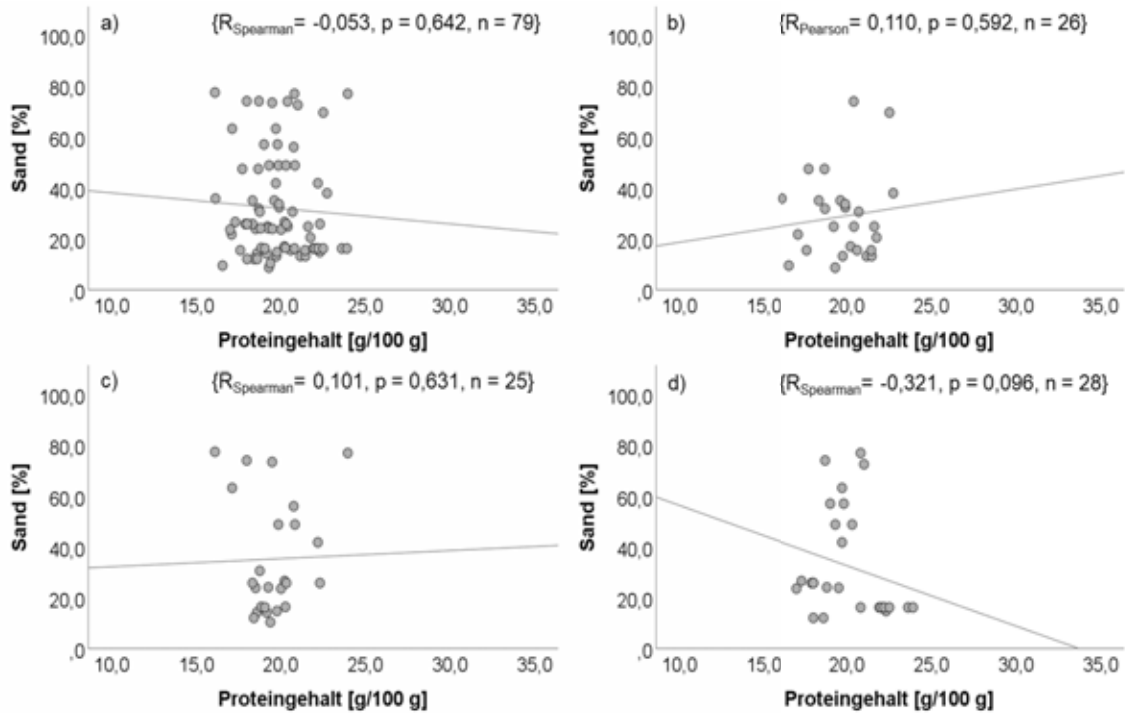 a) {R_Spearman= -0,053, p = 0,642, n = 79}
100,0
80,0
60,0
40,0
20,0
,0
Sand [%]
10,0 15,0 20,0 25,0 30,0 35,0
Proteingehalt [g/100 g]
b) {R_Pearson= 0,110, p = 0,592, n = 26}
100,0
80,0
60,0
40,0
20,0
,0
Sand [%]
10,0 15,0 20,0 25,0 30,0 35,0
Proteingehalt [g/100 g]
c) {R_Spearman= 0,101, p = 0,631, n = 25}
100,0
80,0
60,0
40,0
20,0
,0
Sand [%]
10,0 15,0 20,0 25,0 30,0 35,0
Proteingehalt [g/100 g]
d) {R_Spearman= -0,321, p = 0,096, n = 28}
100,0
80,0
60,0
40,0
20,0
,0
Sand [%]
10,0 15,0 20,0 25,0 30,0 35,0
Proteingehalt [g/100 g]